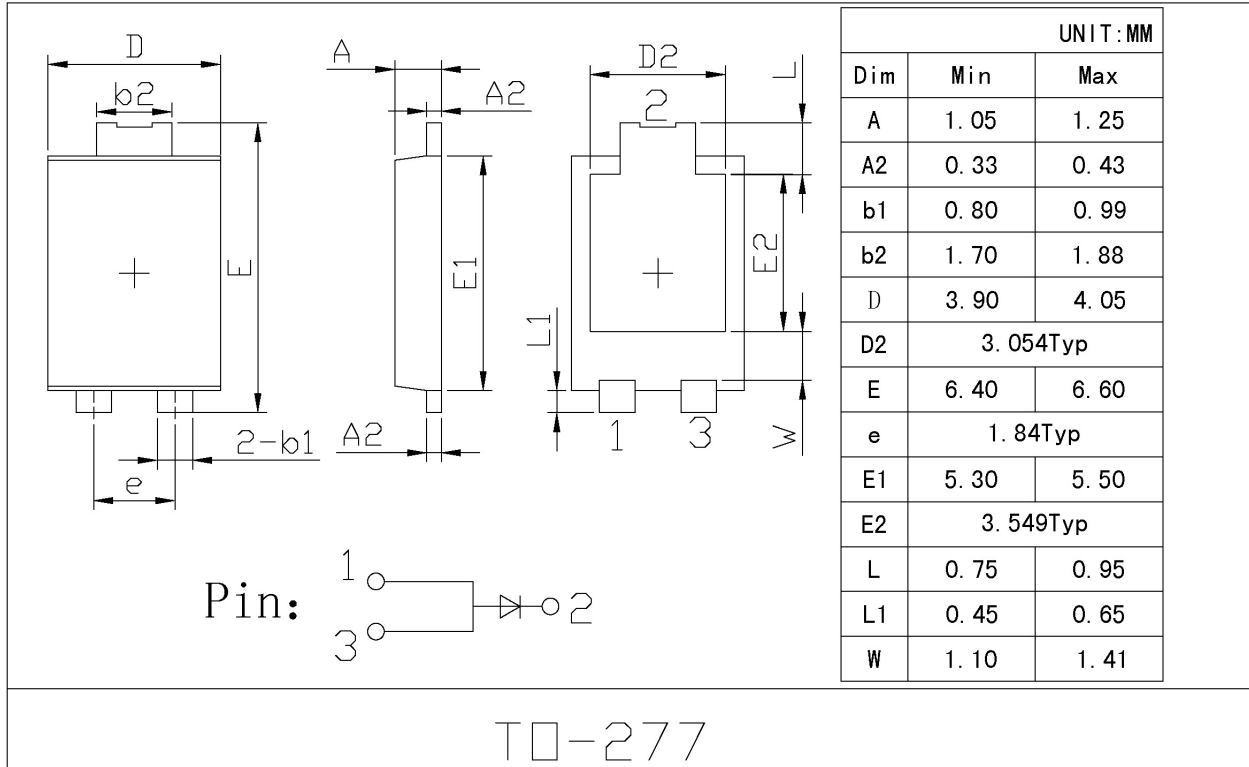 D
b2
E
2-b1
e
A
A2
E1
A2
D2
2
L
E2
L1
W
1 3
Pin:
1
3
2
UNIT:MM
Dim Min Max
A 1.05 1.25
A2 0.33 0.43
b1 0.80 0.99
b2 1.70 1.88
D 3.90 4.05
D2 3.054Typ
E 6.40 6.60
e 1.84Typ
E1 5.30 5.50
E2 3.549Typ
L 0.75 0.95
L1 0.45 0.65
W 1.10 1.41
TO-277